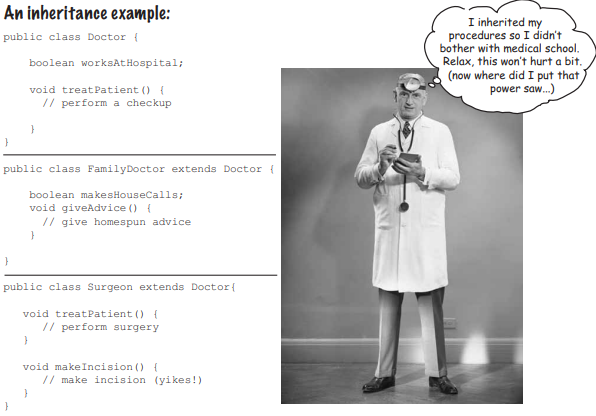 An inheritance example:
public class Doctor {
boolean worksAtHospital;
void treatPatient() {
// perform a checkup
}
}
public class FamilyDoctor extends Doctor {
boolean makesHouseCalls;
void giveAdvice() {
// give homespun advice
}
}
public class Surgeon extends Doctor{
void treatPatient() {
// perform surgery
}
void makeIncision() {
// make incision (yikes!)
}
}
I inherited my
procedures so I didn't
bother with medical school.
Relax, this won't hurt a bit.
(now where did I put that
power saw...)